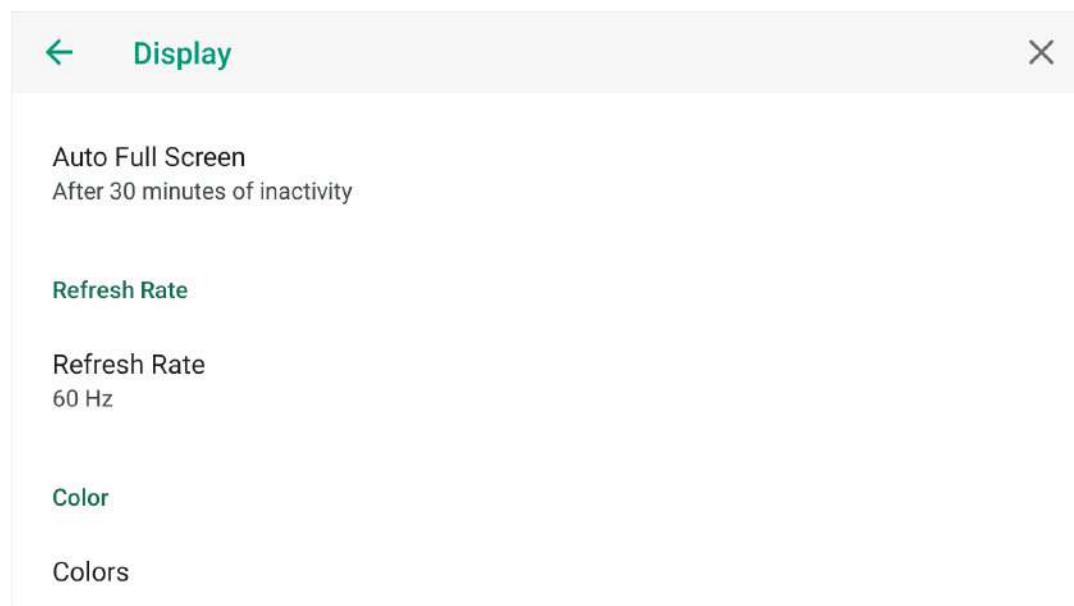 Display
Auto Full Screen
After 30 minutes of inactivity
Refresh Rate
Refresh Rate
60 Hz
Color
Colors